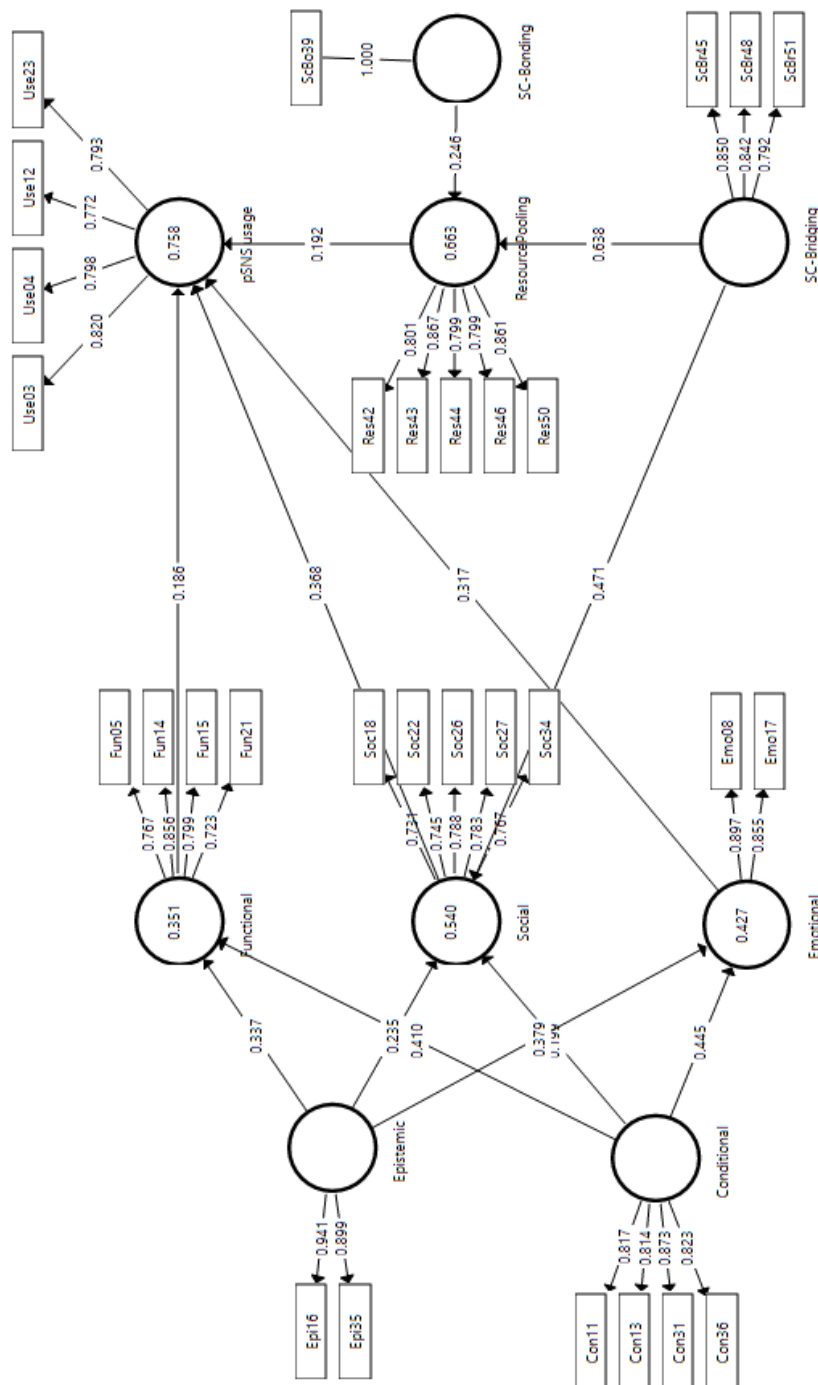 Use23
Use12
Use04
Use03
0.793
0.772
0.798
0.820
0.758
pSNS usage
ScBo39
1.000
SC-Bonding
0.246
0.192
0.663
ResourcePooling
0.638
ScBr45
ScBr48
ScBr51
0.850
0.842
0.792
SC-Bridging
0.801
0.867
0.799
0.799
0.861
Res42
Res43
Res44
Res46
Res50
0.186
0.368
0.317
0.471
Fun05
Fun14
Fun15
Fun21
0.767
0.856
0.799
0.723
0.351
Functional
Soc18
Soc22
Soc26
Soc27
Soc34
0.731
0.745
0.788
0.783
0.767
0.540
Social
Emo08
Emo17
0.897
0.855
0.427
Emotional
0.337
0.235
0.410
0.379
0.199
0.445
Epistemic
Conditional
0.941
0.899
Epi16
Epi35
0.817
0.814
0.873
0.823
Con11
Con13
Con31
Con36